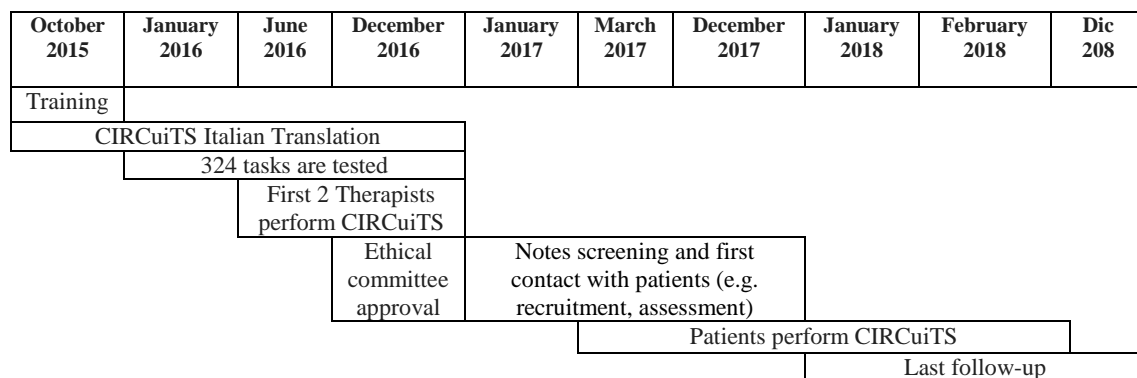 October 2015
January 2016
June 2016
December 2016
January 2017
March 2017
December 2017
January 2018
February 2018
Dic 208
Training
CIRCuiTS Italian Translation
324 tasks are tested
First 2 Therapists
perform CIRCuiTS
Ethical
committee
approval
Notes screening and first
contact with patients (e.g.
recruitment, assessment)
Patients perform CIRCuiTS
Last follow-up